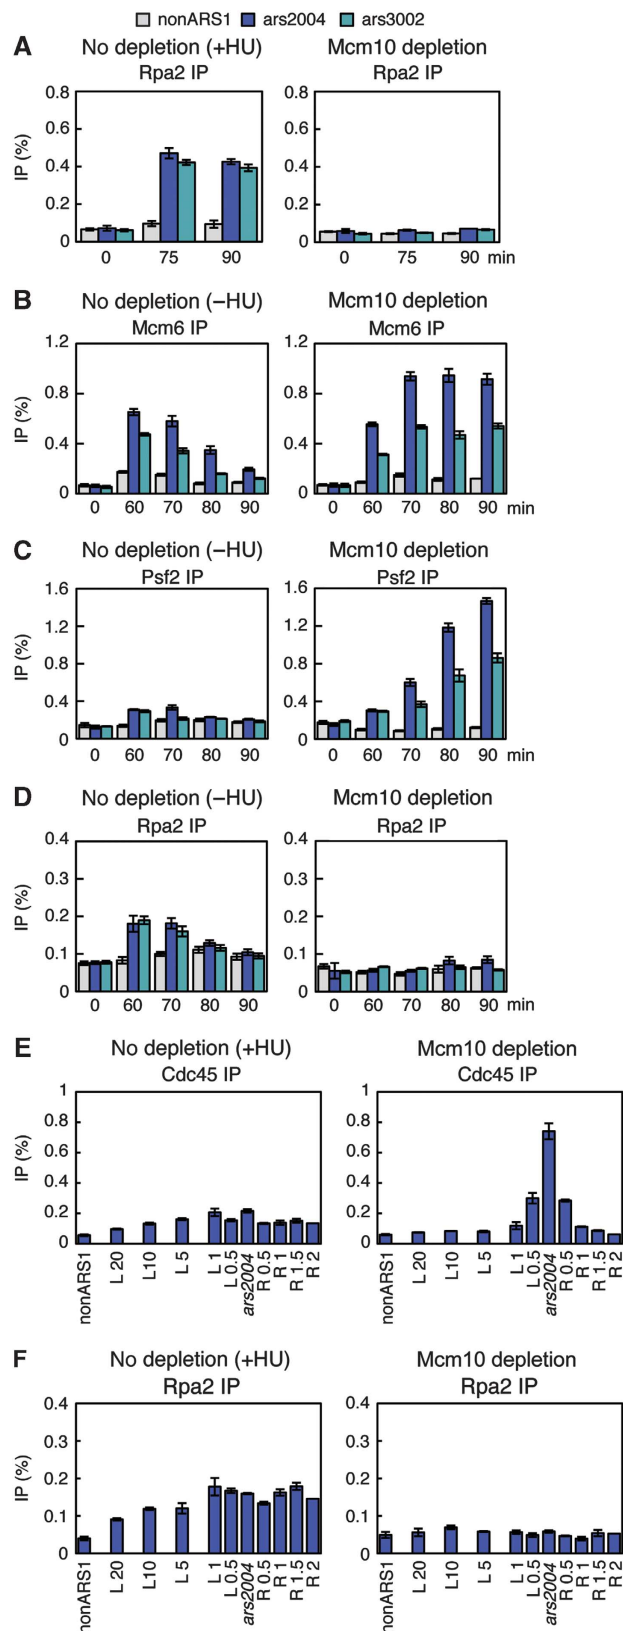 nonARS1 ars2004 ars3002
A No depletion (+HU) Mcm10 depletion
Rpa2 IP Rpa2 IP
0.8 0.8
0.6 0.6
0.4 0.4
0.2 0.2
0 0
IP (%)
0 75 90 0 75 90 min
B No depletion (–HU) Mcm10 depletion
Mcm6 IP Mcm6 IP
1.2 1.2
0.8 0.8
0.4 0.4
0 0
IP (%)
0 60 70 80 90 0 60 70 80 90 min
C No depletion (–HU) Mcm10 depletion
Psf2 IP Psf2 IP
1.6 1.6
1.2 1.2
0.8 0.8
0.4 0.4
0 0
IP (%)
0 60 70 80 90 0 60 70 80 90 min
D No depletion (–HU) Mcm10 depletion
Rpa2 IP Rpa2 IP
0.4 0.4
0.3 0.3
0.2 0.2
0.1 0.1
0 0
IP (%)
0 60 70 80 90 0 60 70 80 90 min
E No depletion (+HU) Mcm10 depletion
Cdc45 IP Cdc45 IP
1 1
0.8 0.8
0.6 0.6
0.4 0.4
0.2 0.2
0 0
IP (%)
nonARS1 L 20 L10 L 5 L 1 L 0.5 ars2004 R 0.5 R 1 R 1.5 R 2 nonARS1 L 20 L10 L 5 L 1 L 0.5 ars2004 R 0.5 R 1 R 1.5 R 2
F No depletion (+HU) Mcm10 depletion
Rpa2 IP Rpa2 IP
0.4 0.4
0.3 0.3
0.2 0.2
0.1 0.1
0 0
IP (%)
nonARS1 L 20 L10 L 5 L 1 L 0.5 ars2004 R 0.5 R 1 R 1.5 R 2 nonARS1 L 20 L10 L 5 L 1 L 0.5 ars2004 R 0.5 R 1 R 1.5 R 2